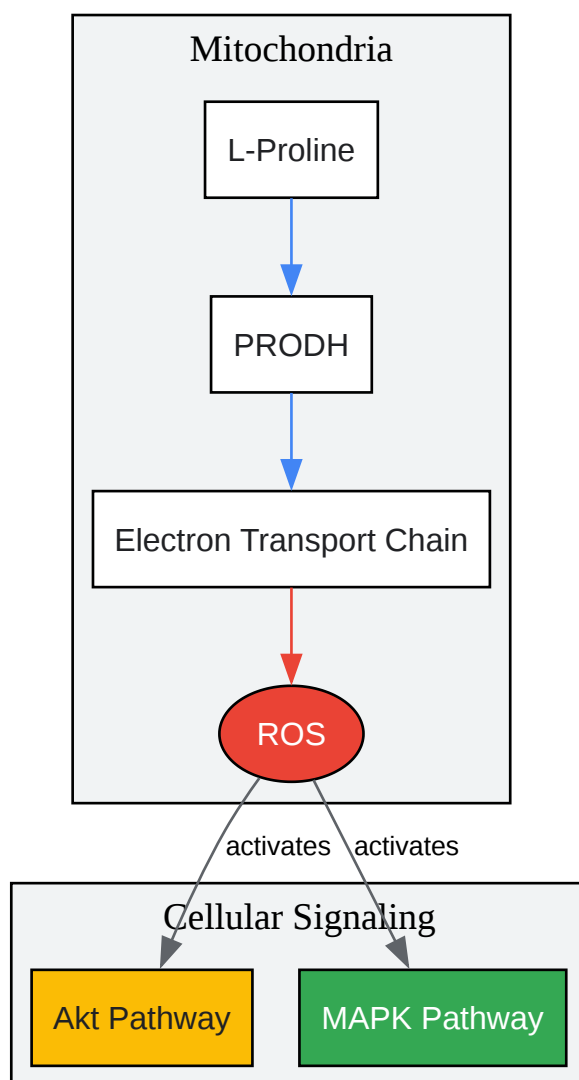 Mitochondria
L-Proline
PRODH
Electron Transport Chain
ROS
activates activates
Cellular Signaling
Akt Pathway
MAPK Pathway